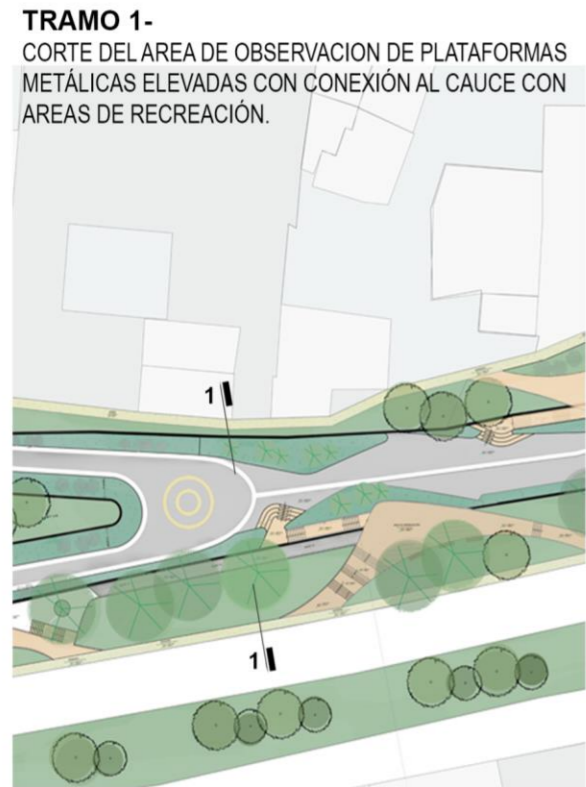 TRAMO 1-
CORTE DEL AREA DE OBSERVACION DE PLATAFORMAS
METÁLICAS ELEVADAS CON CONEXIÓN AL CAUCE CON
AREAS DE RECREACIÓN.
1
1